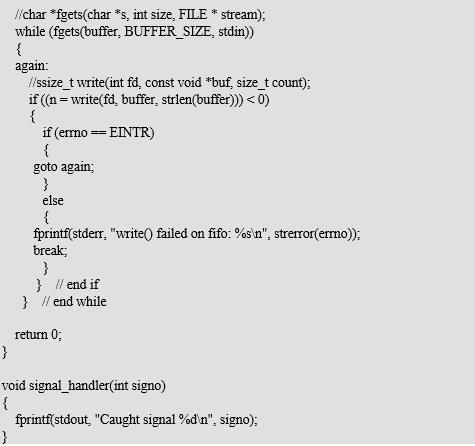 //char *fgets(char *s, int size, FILE * stream);
while (fgets(buffer, BUFFER_SIZE, stdin))
{
again:
//ssize_t write(int fd, const void *buf, size_t count);
if ((n = write(fd, buffer, strlen(buffer))) < 0)
{
if (errno == EINTR)
{
goto again;
}
else
{
fprintf(stderr, "write() failed on fifo: %s\n", strerror(errno));
break;
}
} // end if
} // end while
return 0;
}
void signal_handler(int signo)
{
fprintf(stdout, "Caught signal %d\n", signo);
}